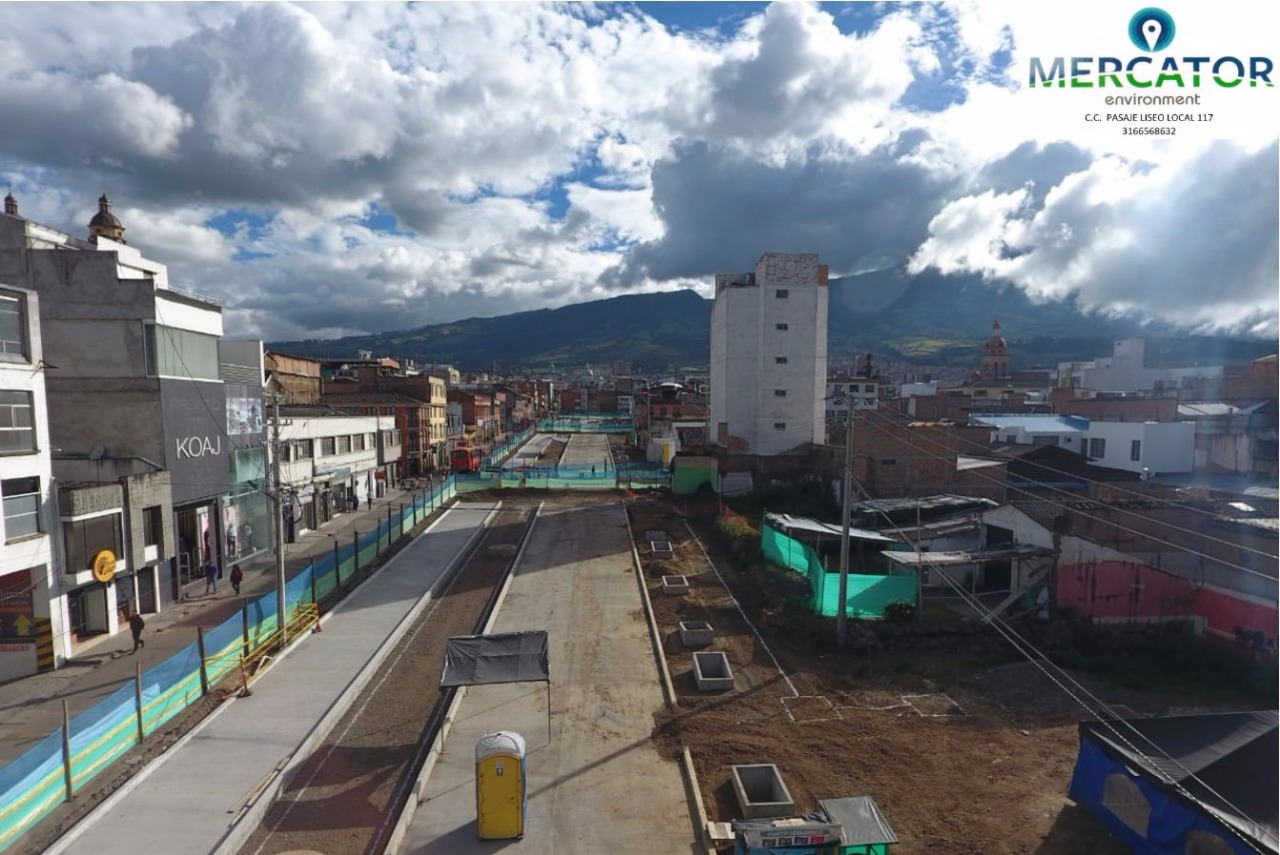 MERCATOR
environment
C.C. PASAJE LISEO LOCAL 117
3166568632
KOAJ